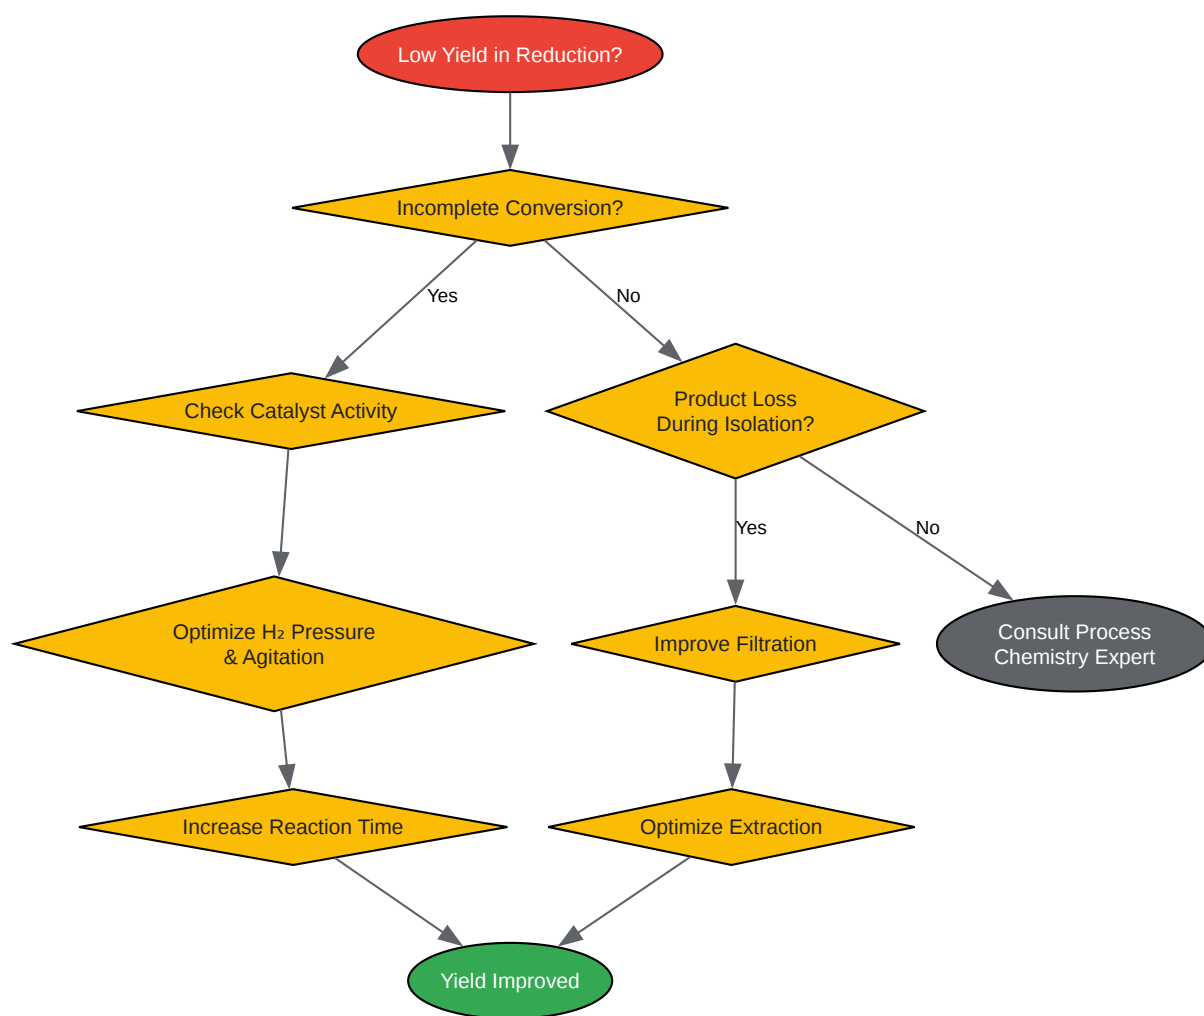 Low Yield in Reduction?
Incomplete Conversion?
Yes
No
Check Catalyst Activity
Product Loss
During Isolation?
Yes
No
Optimize H₂ Pressure
& Agitation
Improve Filtration
Consult Process
Chemistry Expert
Increase Reaction Time
Optimize Extraction
Yield Improved